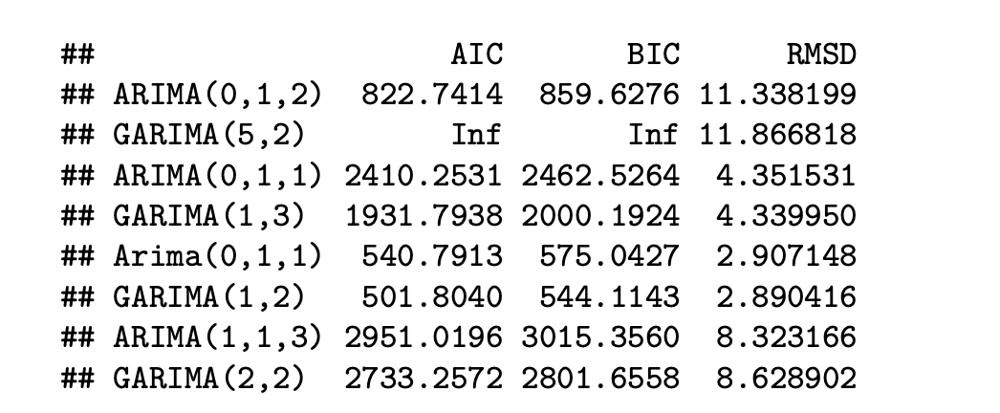 ##                    AIC       BIC      RMSD
## ARIMA(0,1,2)  822.7414  859.6276 11.338199
## GARIMA(5,2)        Inf       Inf 11.866818
## ARIMA(0,1,1) 2410.2531 2462.5264  4.351531
## GARIMA(1,3)  1931.7938 2000.1924  4.339950
## Arima(0,1,1)  540.7913  575.0427  2.907148
## GARIMA(1,2)   501.8040  544.1143  2.890416
## ARIMA(1,1,3) 2951.0196 3015.3560  8.323166
## GARIMA(2,2)  2733.2572 2801.6558  8.628902